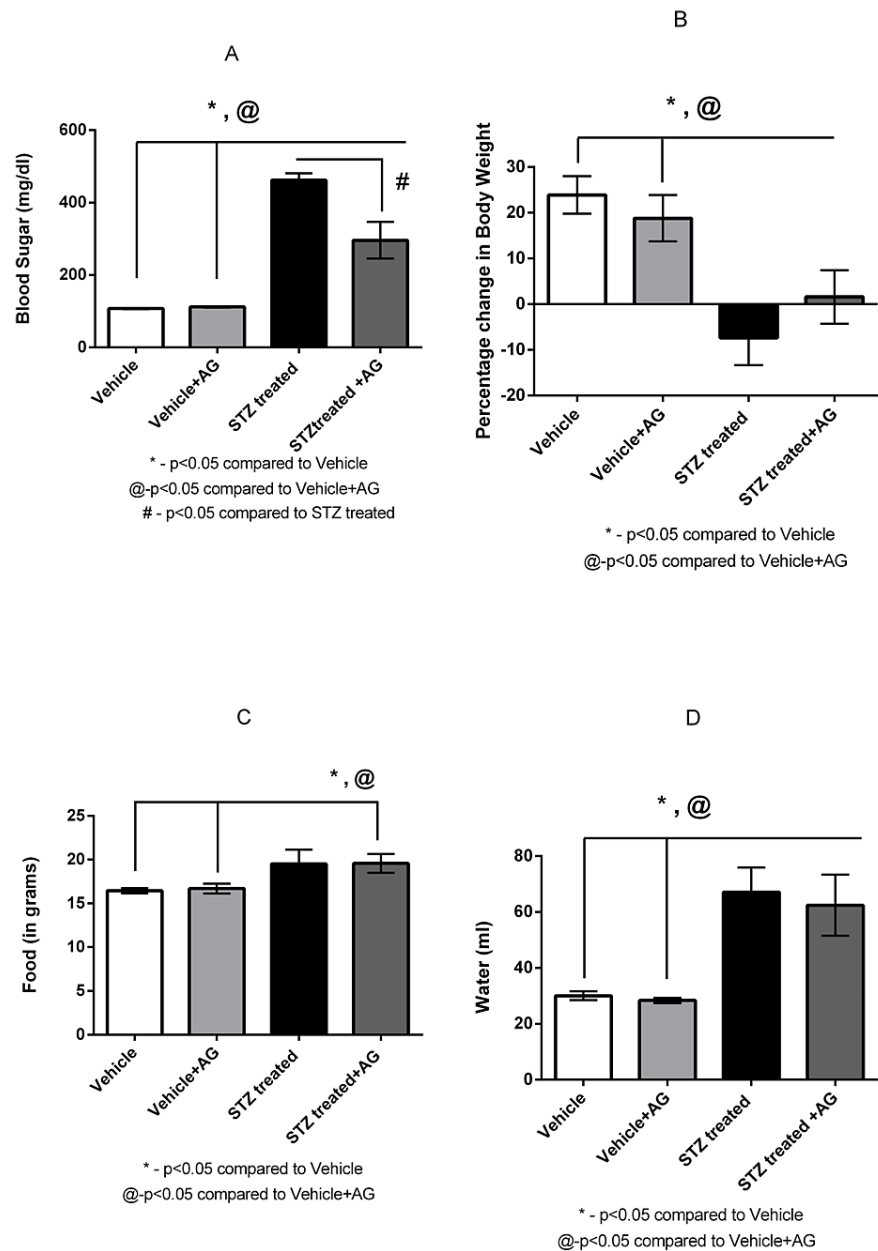 A
* , @
#
Blood Sugar (mg/dl)
600
400
200
0
Vehicle
Vehicle+AG
STZ treated
STZtreated +AG
* - p<0.05 compared to Vehicle
@-p<0.05 compared to Vehicle+AG
# - p<0.05 compared to STZ treated
B
* , @
Percentage change in Body Weight
30
20
10
0
-10
-20
Vehicle
Vehicle+AG
STZ treated
STZ treated+AG
* - p<0.05 compared to Vehicle
@-p<0.05 compared to Vehicle+AG
C
* , @
Food (in grams)
25
20
15
10
5
0
Vehicle
Vehicle+AG
STZ treated
STZ treated+AG
* - p<0.05 compared to Vehicle
@-p<0.05 compared to Vehicle+AG
D
* , @
Water (ml)
80
60
40
20
0
Vehicle
Vehicle+AG
STZ treated
STZ treated +AG
* - p<0.05 compared to Vehicle
@-p<0.05 compared to Vehicle+AG